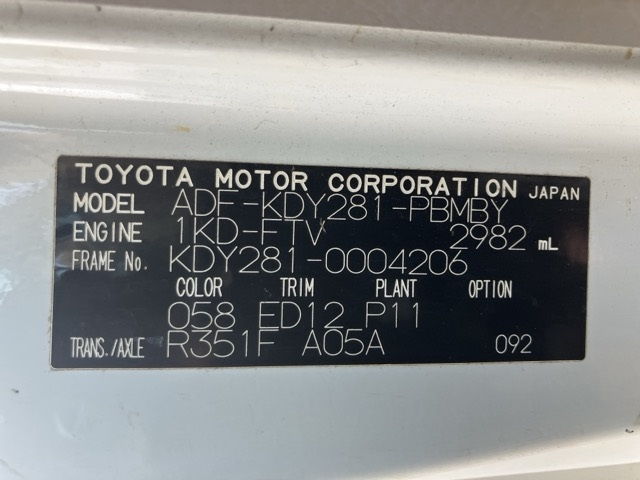 TOYOTA MOTOR CORPORATION JAPAN
MODEL ADF-KDY281-PBMBY
ENGINE 1KD-FTV 2982 mL
FRAME No. KDY281-0004206
COLOR TRIM PLANT OPTION
058 ED12 P11
TRANS./AXLE R351F A05A 092